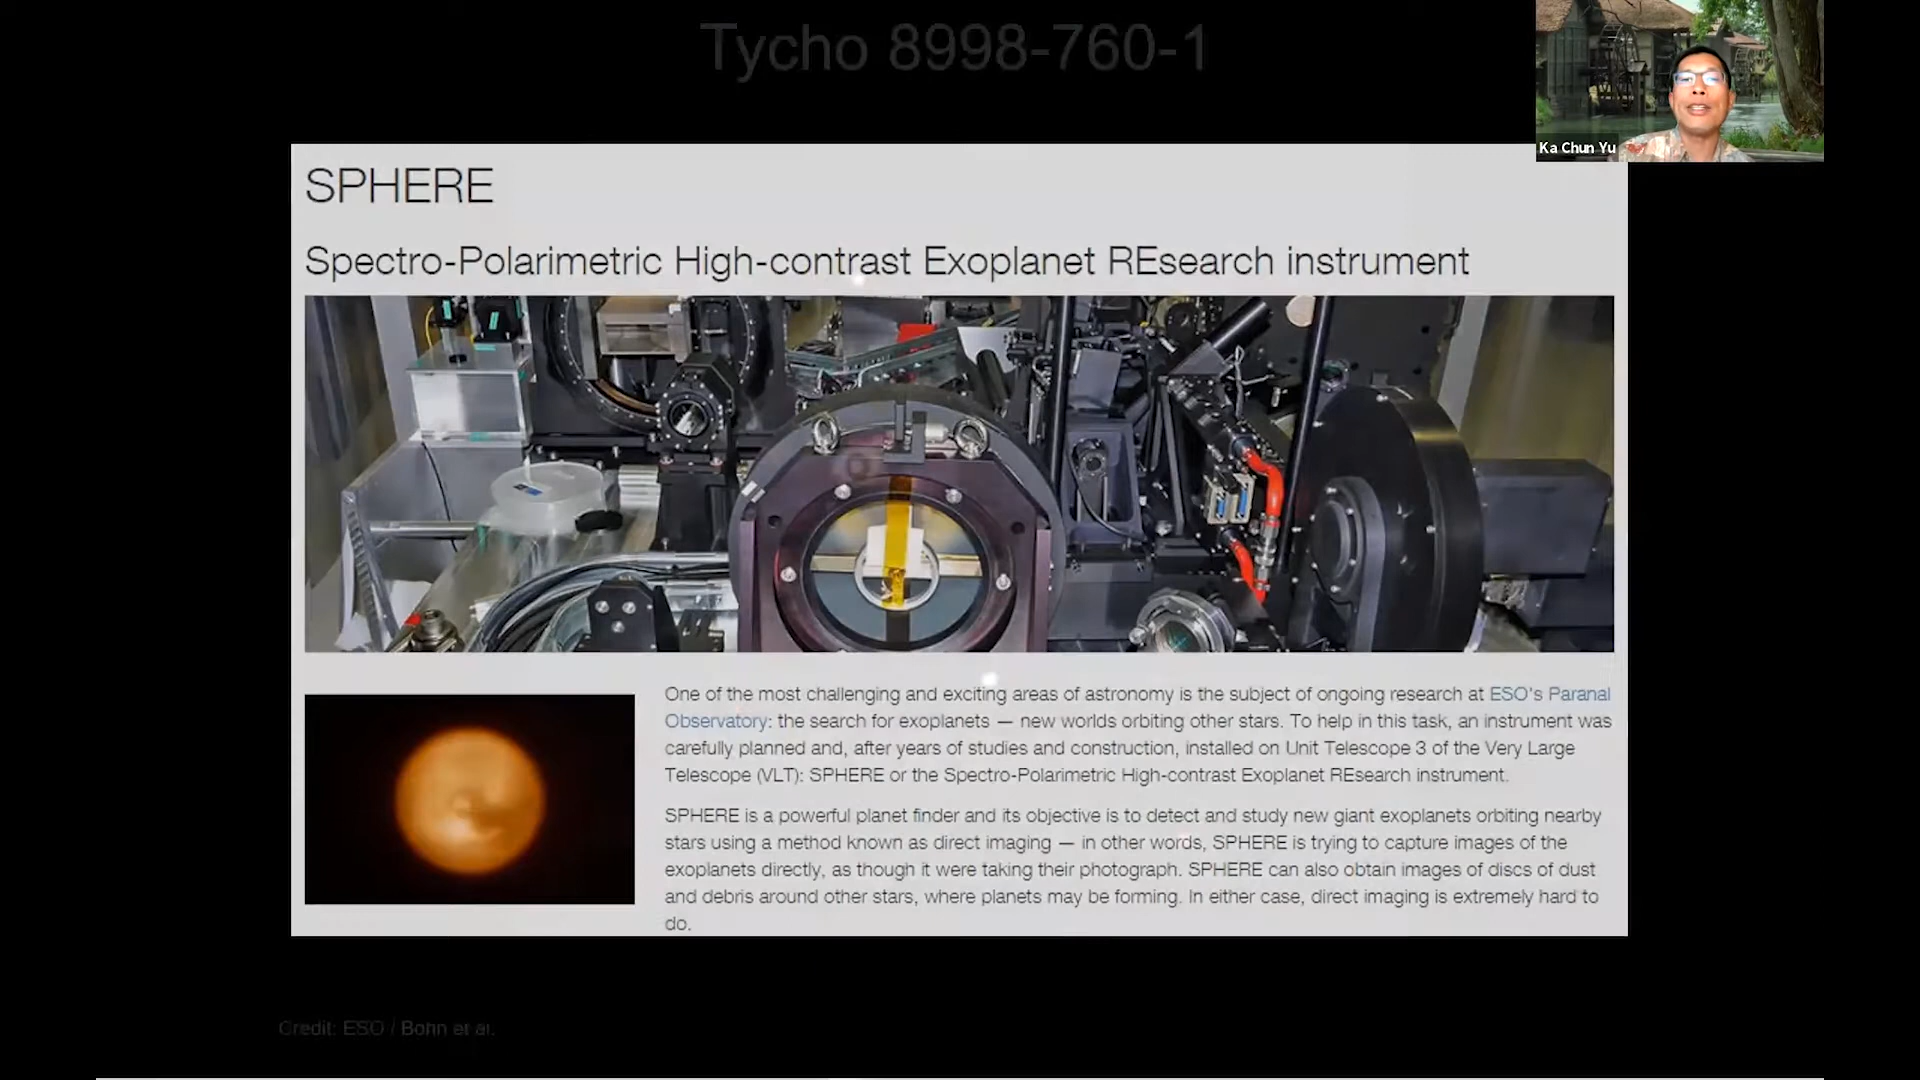 Tycho 8998-760-1
Ka Chun Yu
SPHERE
Spectro-Polarimetric High-contrast Exoplanet REsearch instrument
One of the most challenging and exciting areas of astronomy is the subject of ongoing research at ESO's Paranal
Observatory: the search for exoplanets — new worlds orbiting other stars. To help in this task, an instrument was
carefully planned and, after years of studies and construction, installed on Unit Telescope 3 of the Very Large
Telescope (VLT): SPHERE or the Spectro-Polarimetric High-contrast Exoplanet REsearch instrument.
SPHERE is a powerful planet finder and its objective is to detect and study new giant exoplanets orbiting nearby
stars using a method known as direct imaging — in other words, SPHERE is trying to capture images of the
exoplanets directly, as though it were taking their photograph. SPHERE can also obtain images of discs of dust
and debris around other stars, where planets may be forming. In either case, direct imaging is extremely hard to
do.
Credit: ESO / Bohn et al.